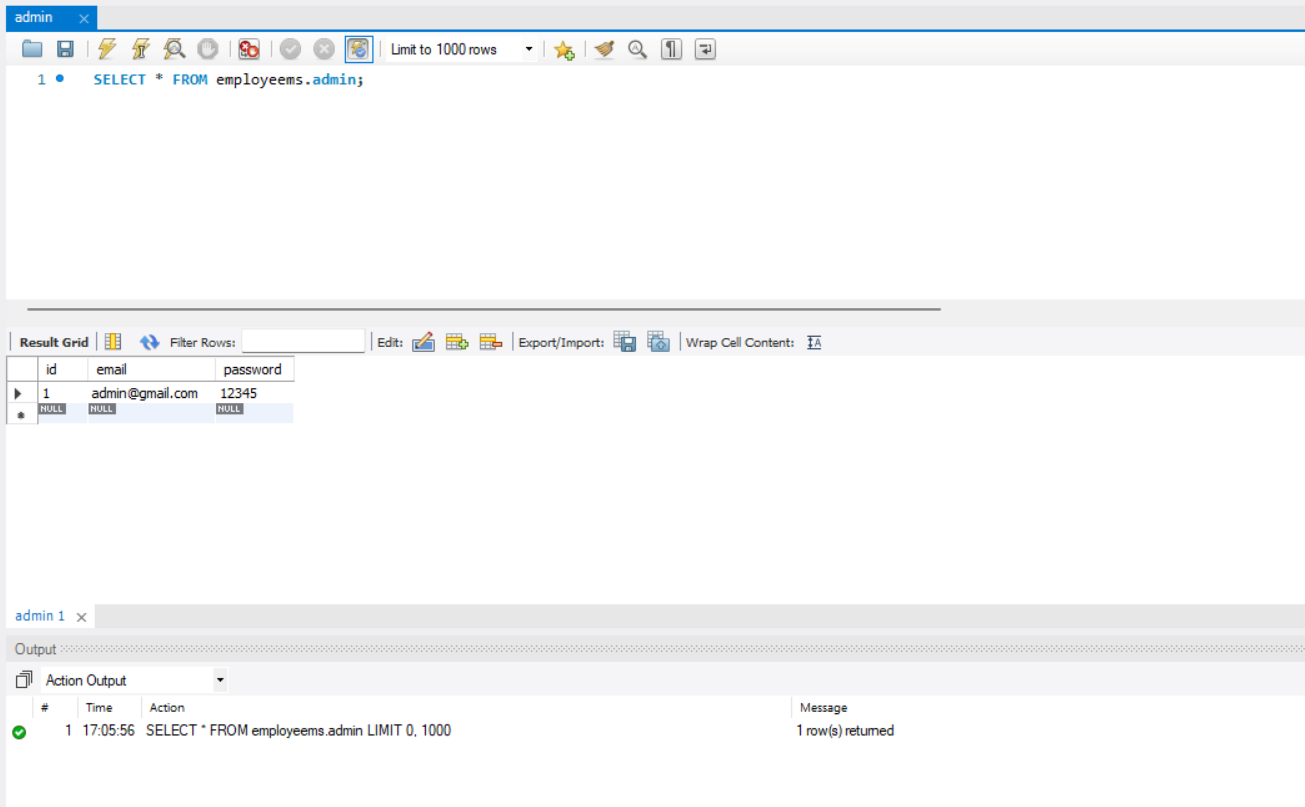 admin
Limit to 1000 rows
1 SELECT * FROM employeems.admin;
Result Grid Filter Rows: Edit: Export/Import: Wrap Cell Content:
id email password
1 admin@gmail.com 12345
NULL NULL NULL
admin 1
Output
Action Output
# Time Action Message
1 17:05:56 SELECT * FROM employeems.admin LIMIT 0, 1000 1 row(s) returned